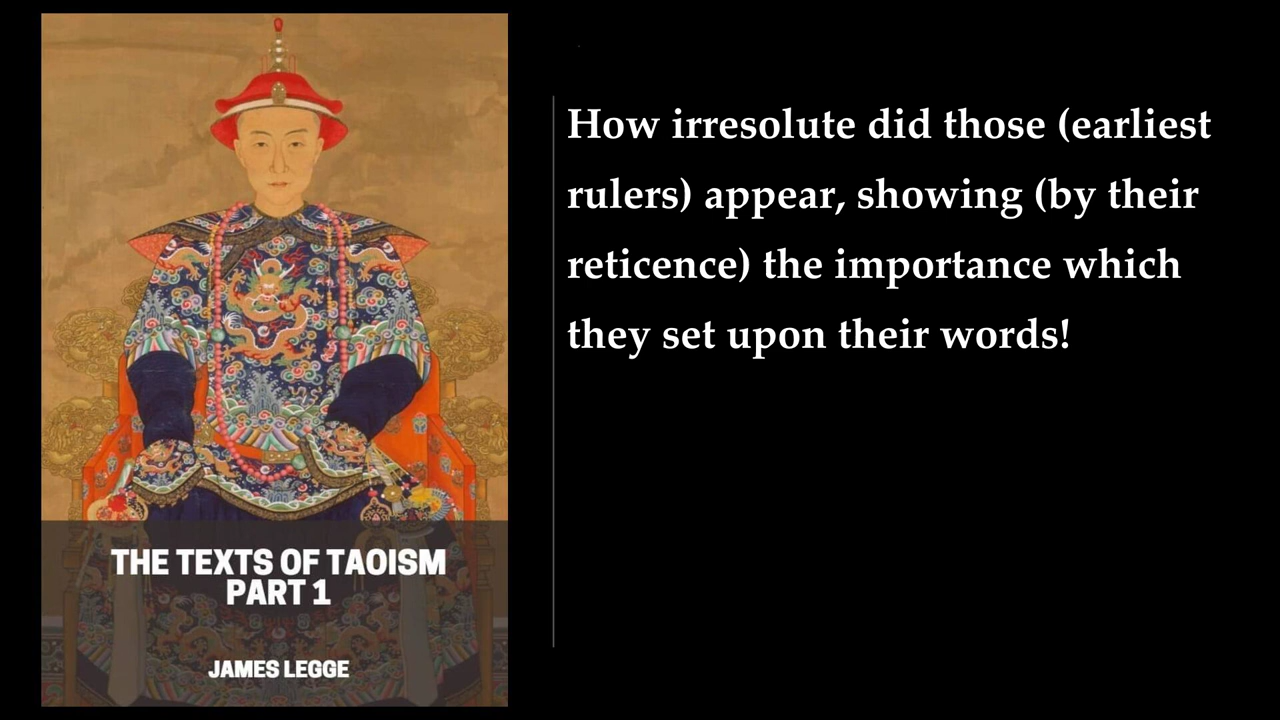 THE TEXTS OF TAOISM
PART 1
JAMES LEGGE
How irresolute did those (earliest
rulers) appear, showing (by their
reticence) the importance which
they set upon their words!